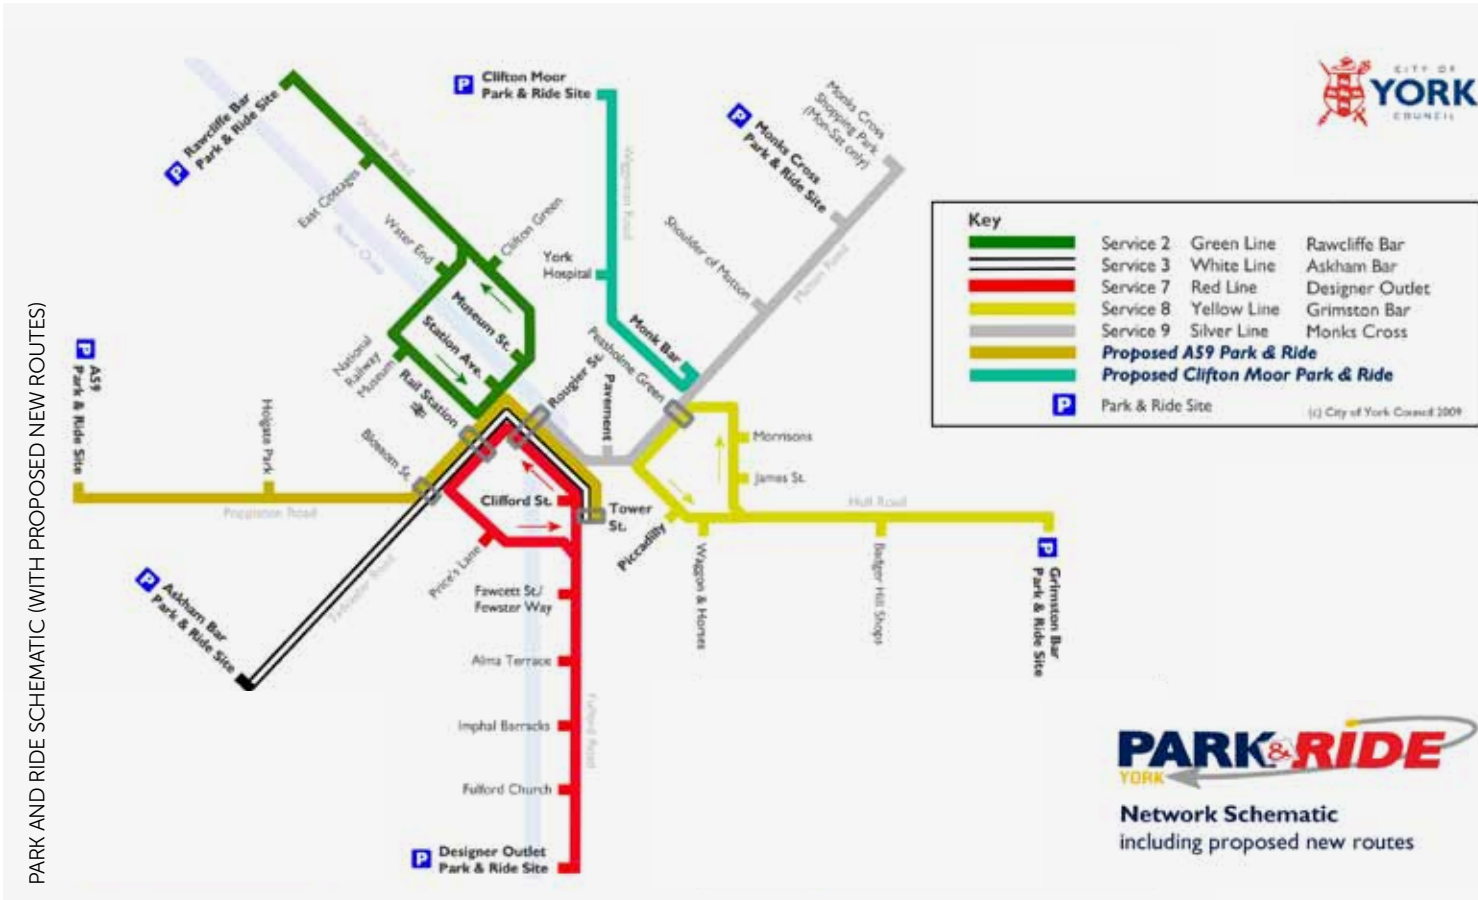 PARK AND RIDE SCHEMATIC (WITH PROPOSED NEW ROUTES)
Rawcliffe Bar
Park & Ride Site
Shipton Road
East Cottages
River Ouse
Water End
Clifton Green
Museum St.
Station Ave.
National
Railway
Museum
Rail Station
Clifton Moor
Park & Ride Site
Wigginton Road
York
Hospital
Monk Bar
Peasholme Green
Rougier St.
Pavement
Monks Cross
Shopping Park
(Mon-Sat only)
Monks Cross
Park & Ride Site
Shoulder of Mutton
Malton Road
CITY OF
YORK
COUNCIL
Key
Service 2 Green Line Rawcliffe Bar
Service 3 White Line Askham Bar
Service 7 Red Line Designer Outlet
Service 8 Yellow Line Grimston Bar
Service 9 Silver Line Monks Cross
Proposed A59 Park & Ride
Proposed Clifton Moor Park & Ride
P Park & Ride Site
(c) City of York Council 2009
A59
Park & Ride Site
Holgate Park
Poppleton Road
Blossom St.
Askham Bar
Park & Ride Site
Tadcaster Road
Price's Lane
Clifford St.
Tower
St.
Piccadilly
Morrisons
James St.
Hull Road
Waggon & Horses
Badger Hill Shops
Grimston Bar
Park & Ride Site
Fawcett St./
Fewster Way
Alma Terrace
Imphal Barracks
Fulford Road
Fulford Church
Designer Outlet
Park & Ride Site
PARK & RIDE
YORK
Network Schematic
including proposed new routes